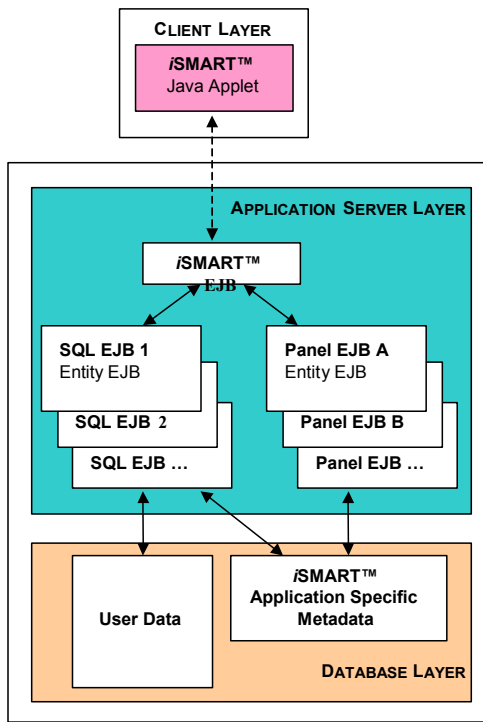 CLIENT LAYER
iSMART™
Java Applet
APPLICATION SERVER LAYER
iSMART™
EJB
SQL EJB 1
Entity EJB
SQL EJB 2
SQL EJB ...
Panel EJB A
Entity EJB
Panel EJB B
Panel EJB ...
User Data
iSMART™
Application Specific
Metadata
DATABASE LAYER